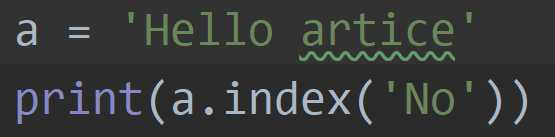 a = 'Hello artice'
print(a.index('No'))